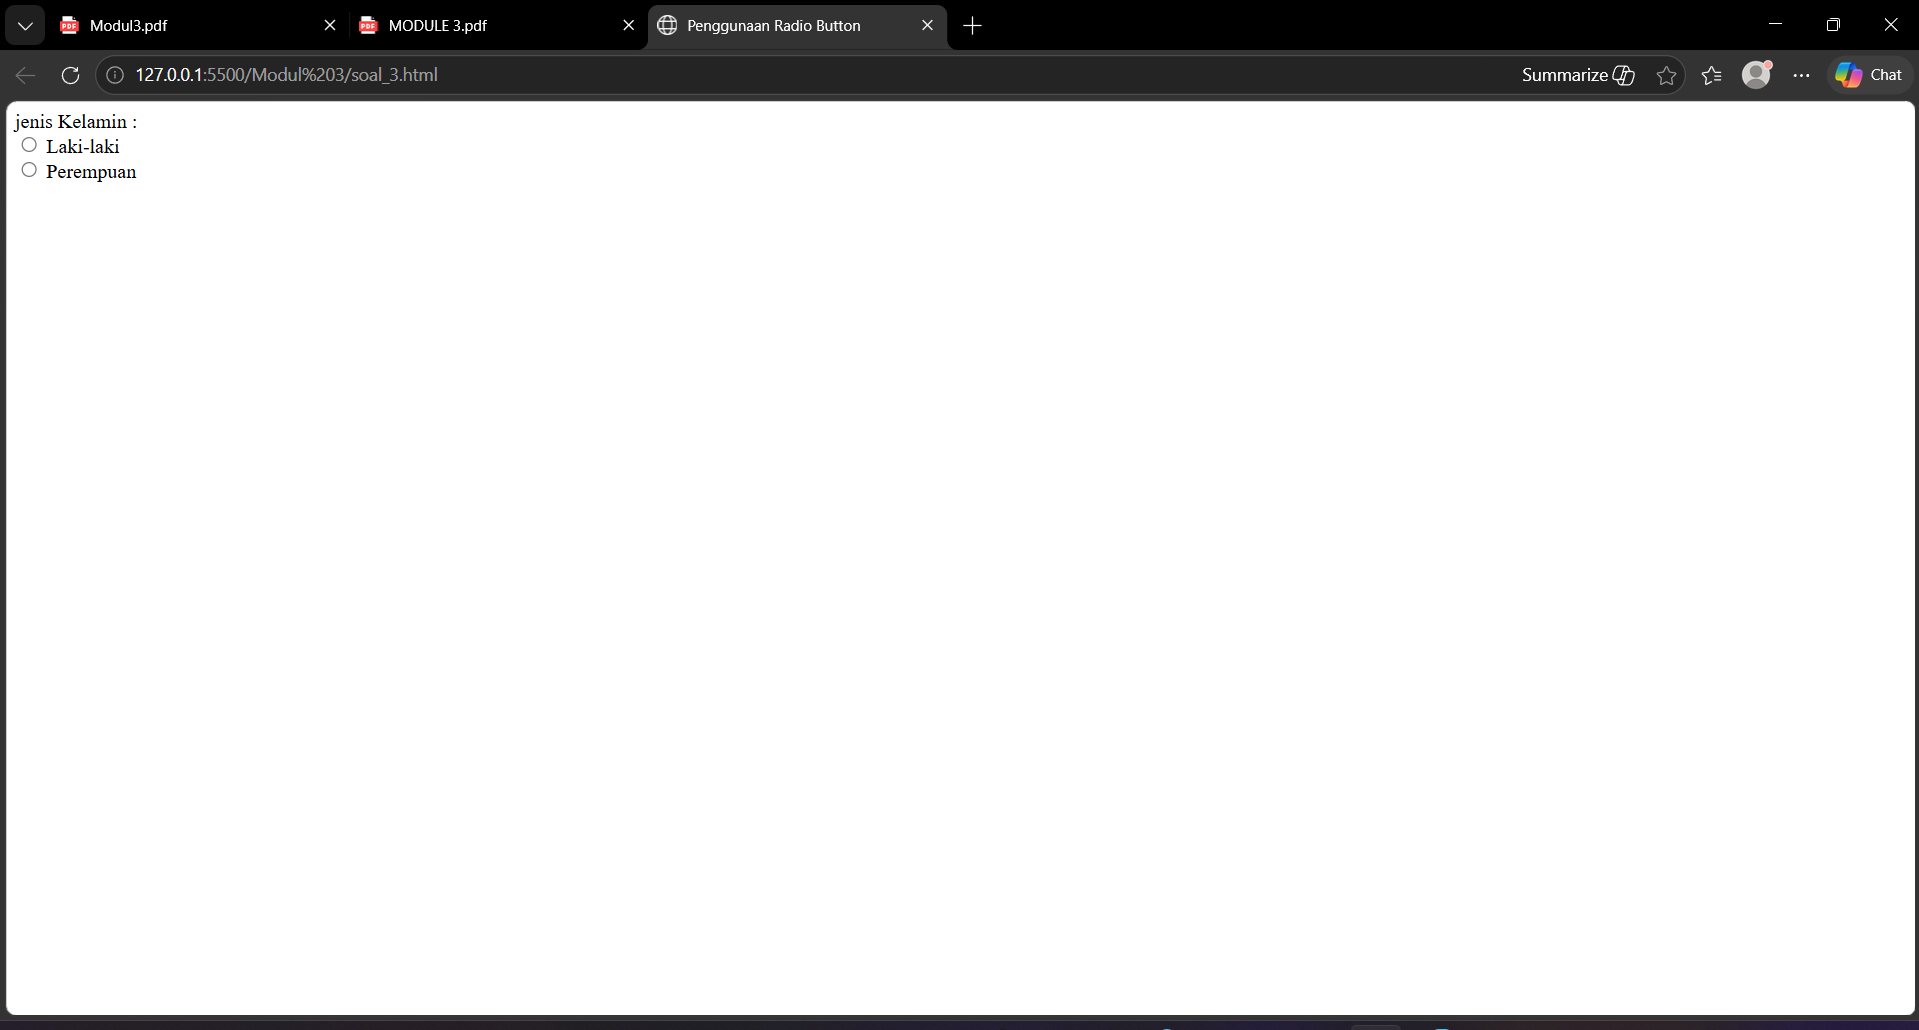 Modul3.pdf
MODULE 3.pdf
Penggunaan Radio Button
127.0.0.1:5500/Modul%203/soal_3.html
Summarize
Chat
jenis Kelamin :
Laki-laki
Perempuan